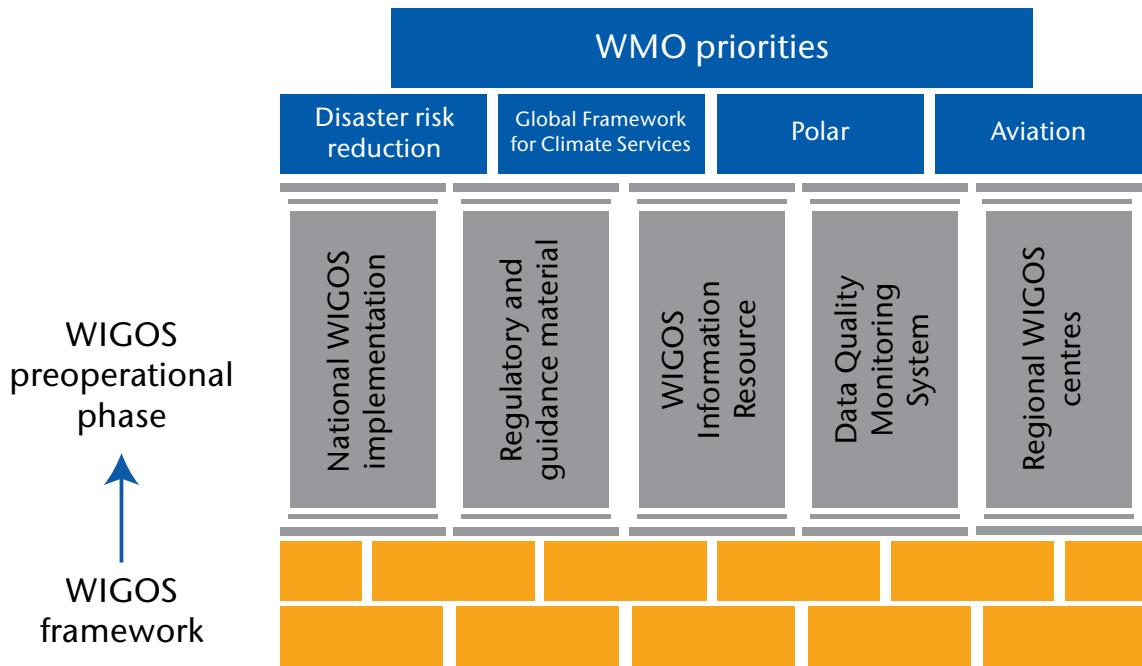 WMO priorities
Disaster risk
reduction
Global Framework
for Climate Services
Polar
Aviation
National WIGOS
implementation
Regulatory and
guidance material
WIGOS
Information
Resource
Data Quality
Monitoring
System
Regional WIGOS
centres
WIGOS
preoperational
phase
WIGOS
framework